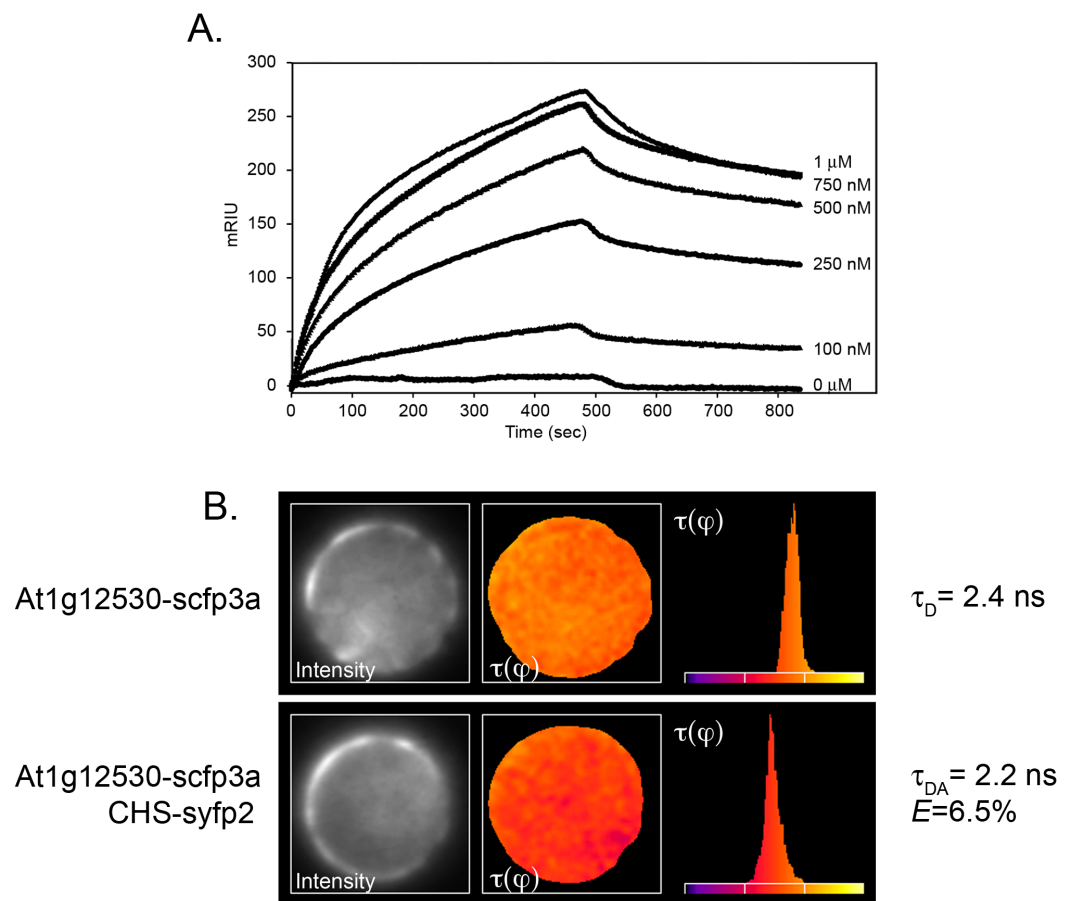 A.
300
250
200
150
100
50
0
mRIU
0 100 200 300 400 500 600 700 800
Time (sec)
1 μM
750 nM
500 nM
250 nM
100 nM
0 μM
B.
At1g12530-scfp3a
Intensity
τ(φ)
τ(φ)
τD= 2.4 ns
At1g12530-scfp3a
CHS-syfp2
Intensity
τ(φ)
τ(φ)
τDA= 2.2 ns
E=6.5%